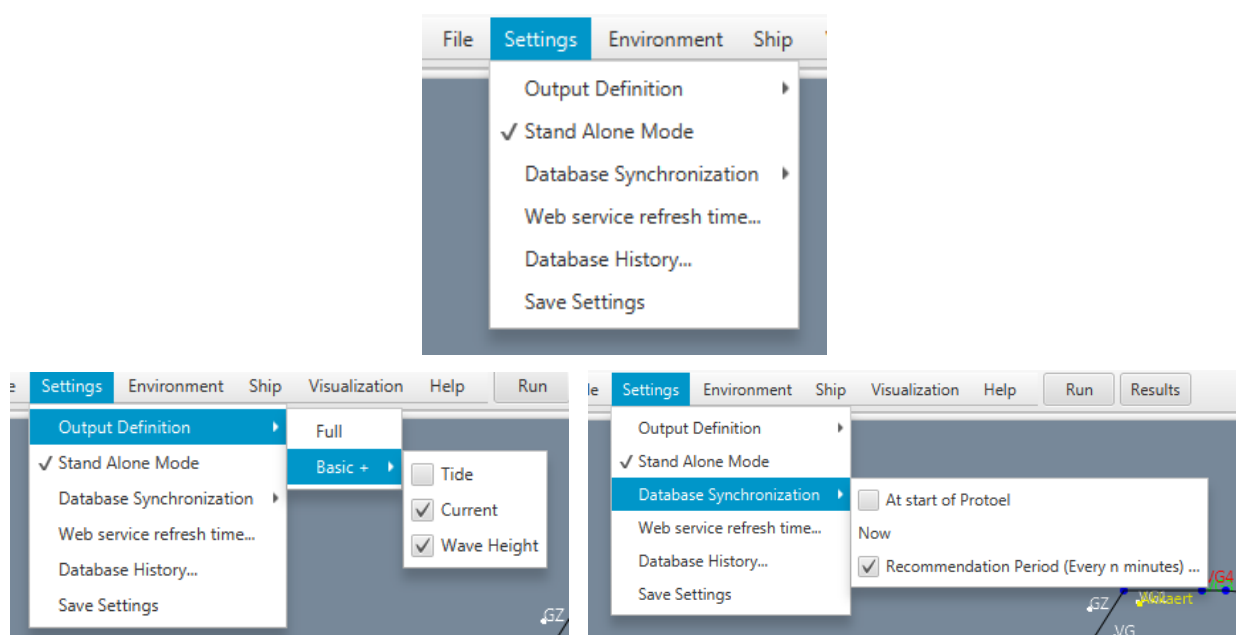 File Settings Environment Ship
Output Definition
Stand Alone Mode
Database Synchronization
Web service refresh time...
Database History...
Save Settings
Settings Environment Ship Visualization Help Run
Output Definition
Full
Stand Alone Mode
Basic +
Tide
Database Synchronization
Current
Web service refresh time...
Wave Height
Database History...
Save Settings
GZ
Settings Environment Ship Visualization Help Run Results
Output Definition
Stand Alone Mode
Database Synchronization
At start of Protoel
Web service refresh time...
Now
Database History...
Recommendation Period (Every n minutes) ...
VG4
Save Settings
GZ
VG